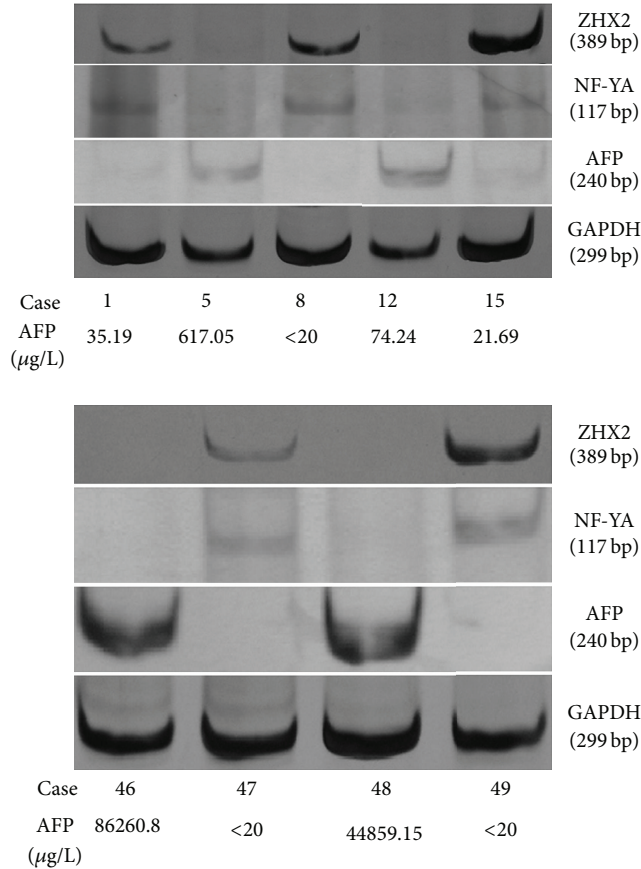 ZHX2
(389 bp)
NF-YA
(117 bp)
AFP
(240 bp)
GAPDH
(299 bp)
Case 1 5 8 12 15
AFP 35.19 617.05 <20 74.24 21.69
(μg/L)
ZHX2
(389 bp)
NF-YA
(117 bp)
AFP
(240 bp)
GAPDH
(299 bp)
Case 46 47 48 49
AFP 86260.8 <20 44859.15 <20
(μg/L)